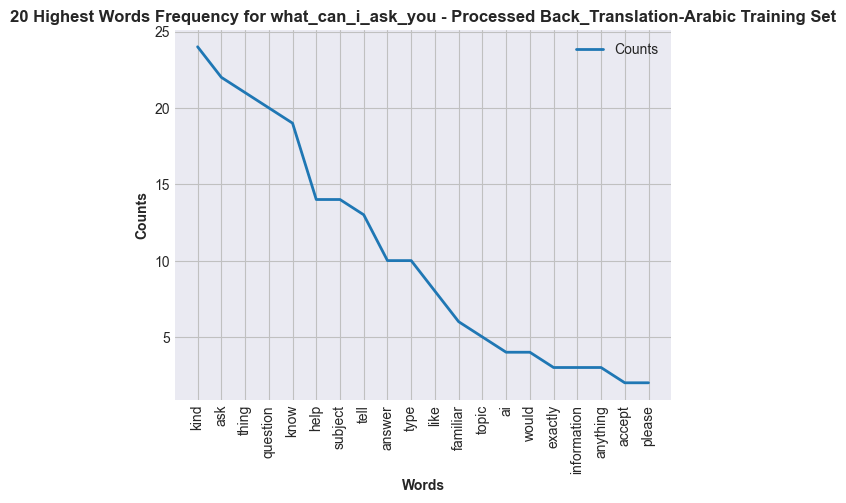 20 Highest Words Frequency for what_can_i_ask_you - Processed Back_Translation-Arabic Training Set
Counts
25
20
15
10
5
Counts
kind
ask
thing
question
know
help
subject
tell
answer
type
like
familiar
topic
ai
would
exactly
information
anything
accept
please
Words